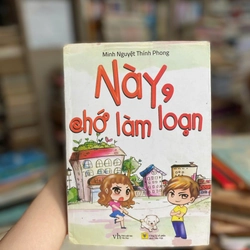 Minh Nguyệt Thính Phong
Này,
chớ làm loạn